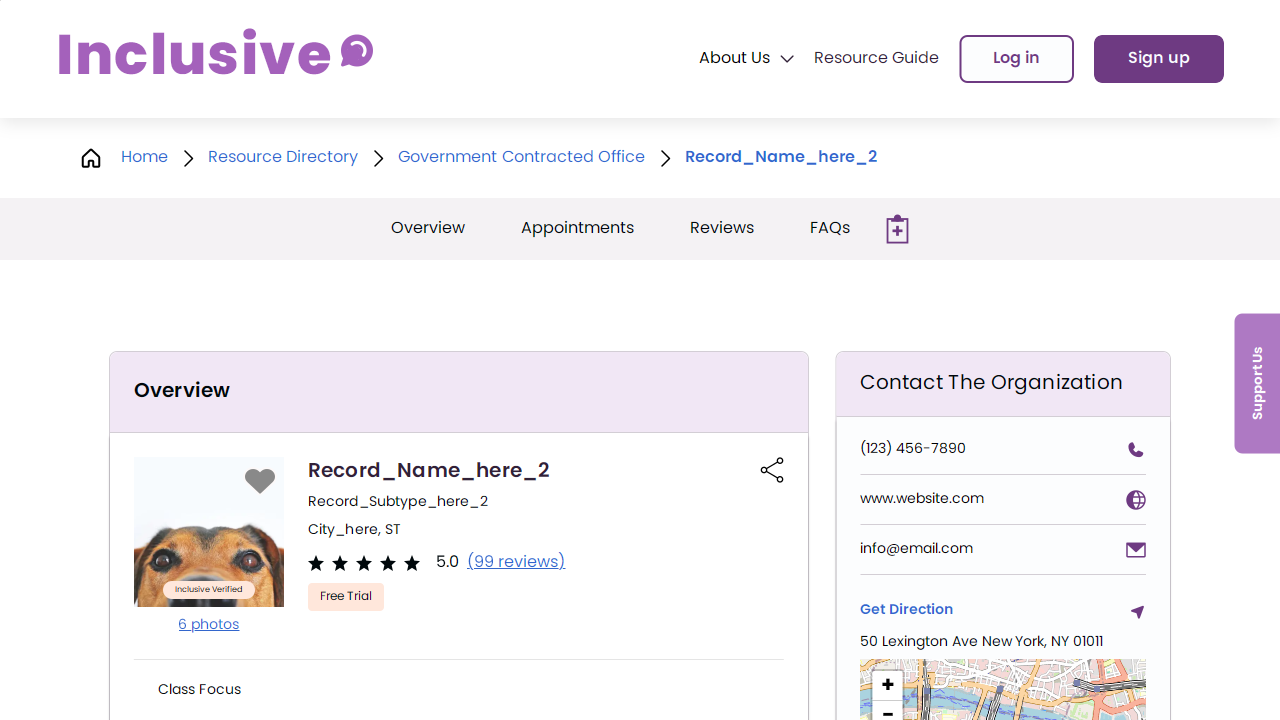 Inclusive
About Us
Resource Guide
Log in
Sign up
Home
Resource Directory
Government Contracted Office
Record_Name_here_2
Overview
Appointments
Reviews
FAQs
Support Us
Overview
Inclusive Verified
6 photos
Record_Name_here_2
Record_Subtype_here_2
City_here, ST
5.0 (99 reviews)
Free Trial
Class Focus
Contact The Organization
(123) 456-7890
www.website.com
info@email.com
Get Direction
50 Lexington Ave New York, NY 01011
+
−